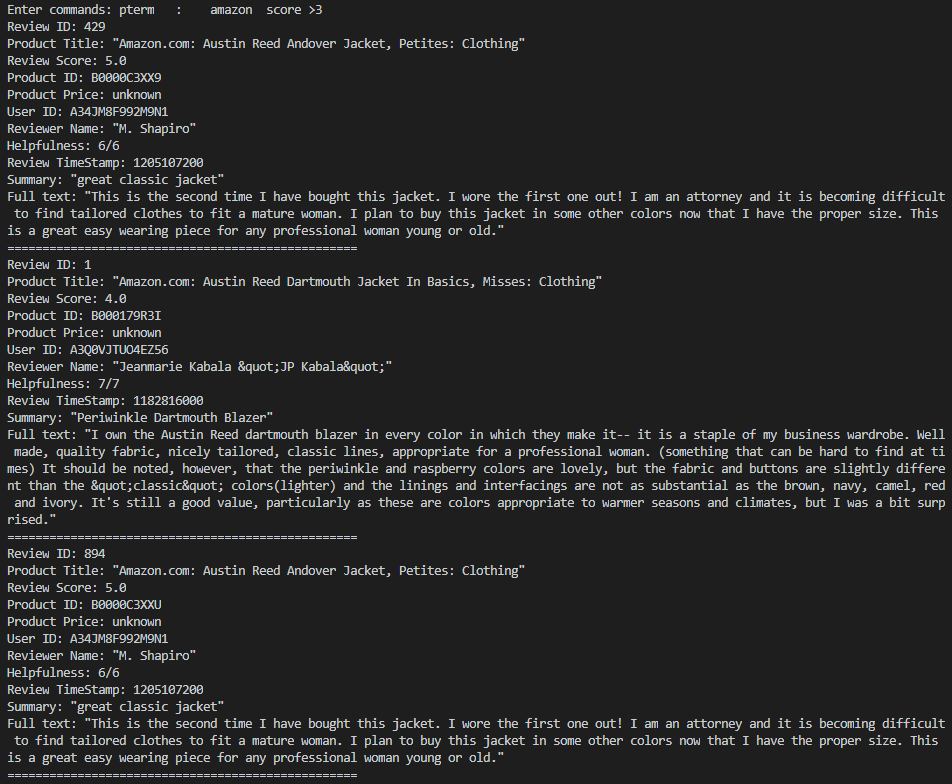 Enter commands: pterm   :    amazon  score >3
Review ID: 429
Product Title: "Amazon.com: Austin Reed Andover Jacket, Petites: Clothing"
Review Score: 5.0
Product ID: B0000C3XX9
Product Price: unknown
User ID: A34JM8F992M9N1
Reviewer Name: "M. Shapiro"
Helpfulness: 6/6
Review TimeStamp: 1205107200
Summary: "great classic jacket"
Full text: "This is the second time I have bought this jacket. I wore the first one out! I am an attorney and it is becoming difficult
 to find tailored clothes to fit a mature woman. I plan to buy this jacket in some other colors now that I have the proper size. This
is a great easy wearing piece for any professional woman young or old."
==================================================
Review ID: 1
Product Title: "Amazon.com: Austin Reed Dartmouth Jacket In Basics, Misses: Clothing"
Review Score: 4.0
Product ID: B000179R3I
Product Price: unknown
User ID: A3Q0VJTUO4EZ56
Reviewer Name: "Jeanmarie Kabala &quot;JP Kabala&quot;"
Helpfulness: 7/7
Review TimeStamp: 1182816000
Summary: "Periwinkle Dartmouth Blazer"
Full text: "I own the Austin Reed dartmouth blazer in every color in which they make it-- it is a staple of my business wardrobe. Well
 made, quality fabric, nicely tailored, classic lines, appropriate for a professional woman. (something that can be hard to find at ti
mes) It should be noted, however, that the periwinkle and raspberry colors are lovely, but the fabric and buttons are slightly differe
nt than the &quot;classic&quot; colors(lighter) and the linings and interfacings are not as substantial as the brown, navy, camel, red
 and ivory. It's still a good value, particularly as these are colors appropriate to warmer seasons and climates, but I was a bit surp
rised."
==================================================
Review ID: 894
Product Title: "Amazon.com: Austin Reed Andover Jacket, Petites: Clothing"
Review Score: 5.0
Product ID: B0000C3XXU
Product Price: unknown
User ID: A34JM8F992M9N1
Reviewer Name: "M. Shapiro"
Helpfulness: 6/6
Review TimeStamp: 1205107200
Summary: "great classic jacket"
Full text: "This is the second time I have bought this jacket. I wore the first one out! I am an attorney and it is becoming difficult
 to find tailored clothes to fit a mature woman. I plan to buy this jacket in some other colors now that I have the proper size. This
is a great easy wearing piece for any professional woman young or old."
==================================================